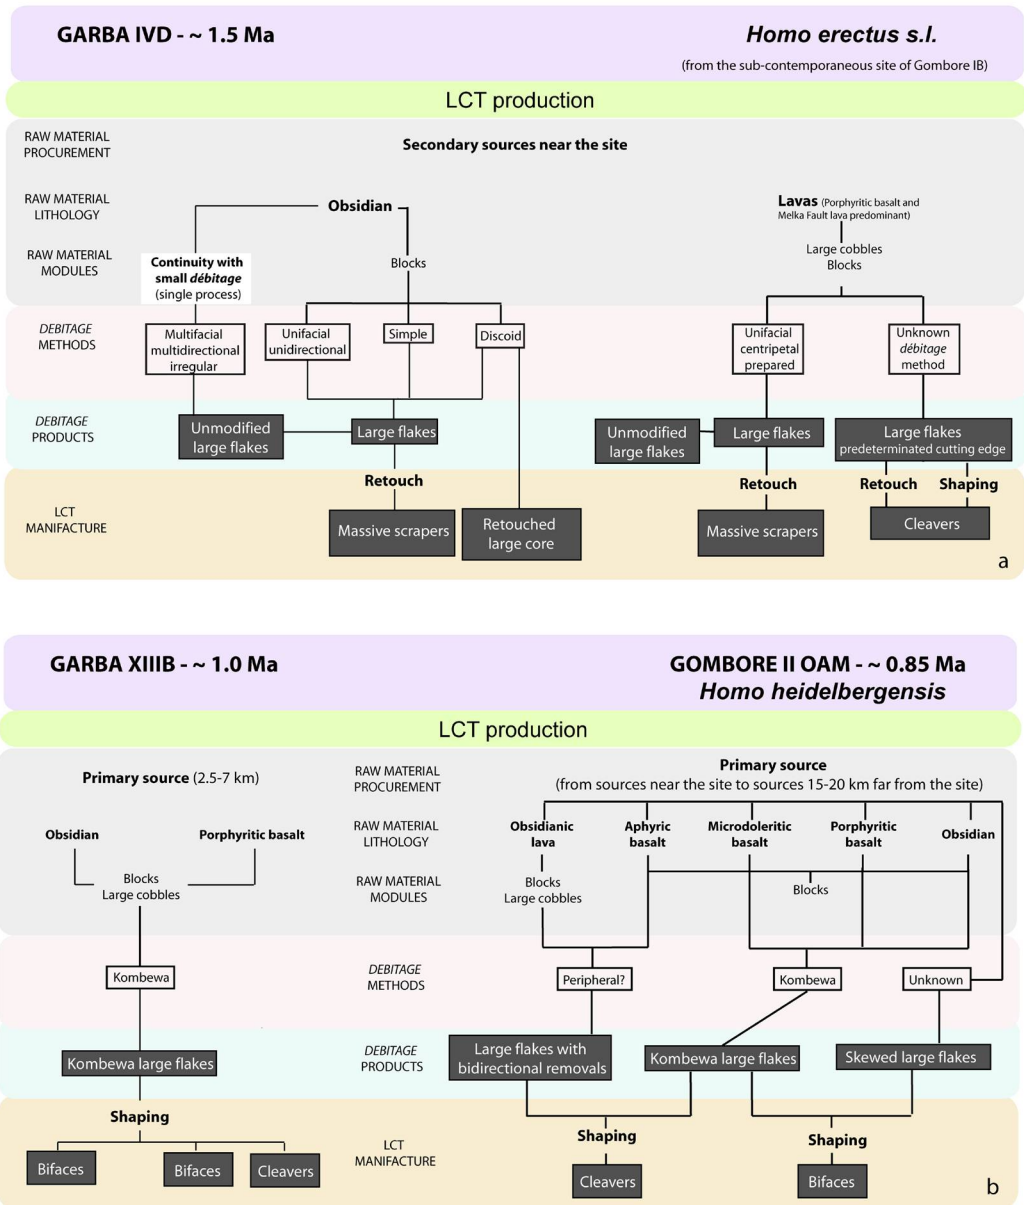 GARBA IVD - ~ 1.5 Ma
Homo erectus s.l.
(from the sub-contemporaneous site of Gombore IB)
LCT production
RAW MATERIAL
PROCUREMENT
Secondary sources near the site
RAW MATERIAL
LITHOLOGY
Obsidian
Lavas (Porphyritic basalt and
Melka Fault lava predominant)
RAW MATERIAL
MODULES
Continuity with
small débitage
(single process)
Blocks
Large cobbles
Blocks
DEBITAGE
METHODS
Multifacial
multidirectional
irregular
Unifacial
unidirectional
Simple
Discoid
Unifacial
centripetal
prepared
Unknown
débitage
method
DEBITAGE
PRODUCTS
Unmodified
large flakes
Large flakes
Unmodified
large flakes
Large flakes
Large flakes
predeterminated cutting edge
Retouch
Retouch
Retouch
Shaping
LCT
MANIFACTURE
Massive scrapers
Retouched
large core
Massive scrapers
Cleavers
a
GARBA XIIIB - ~ 1.0 Ma
GOMBORE II OAM - ~ 0.85 Ma
Homo heidelbergensis
LCT production
Primary source (2.5-7 km)
RAW MATERIAL
PROCUREMENT
Primary source
(from sources near the site to sources 15-20 km far from the site)
Obsidian
Porphyritic basalt
RAW MATERIAL
LITHOLOGY
Obsidianic
lava
Aphyric
basalt
Microdoleritic
basalt
Porphyritic
basalt
Obsidian
Blocks
Large cobbles
RAW MATERIAL
MODULES
Blocks
Large cobbles
Blocks
Kombewa
DEBITAGE
METHODS
Peripheral?
Kombewa
Unknown
Kombewa large flakes
DEBITAGE
PRODUCTS
Large flakes with
bidirectional removals
Kombewa large flakes
Skewed large flakes
Shaping
Shaping
Shaping
Bifaces
Bifaces
Cleavers
LCT
MANIFACTURE
Cleavers
Bifaces
b